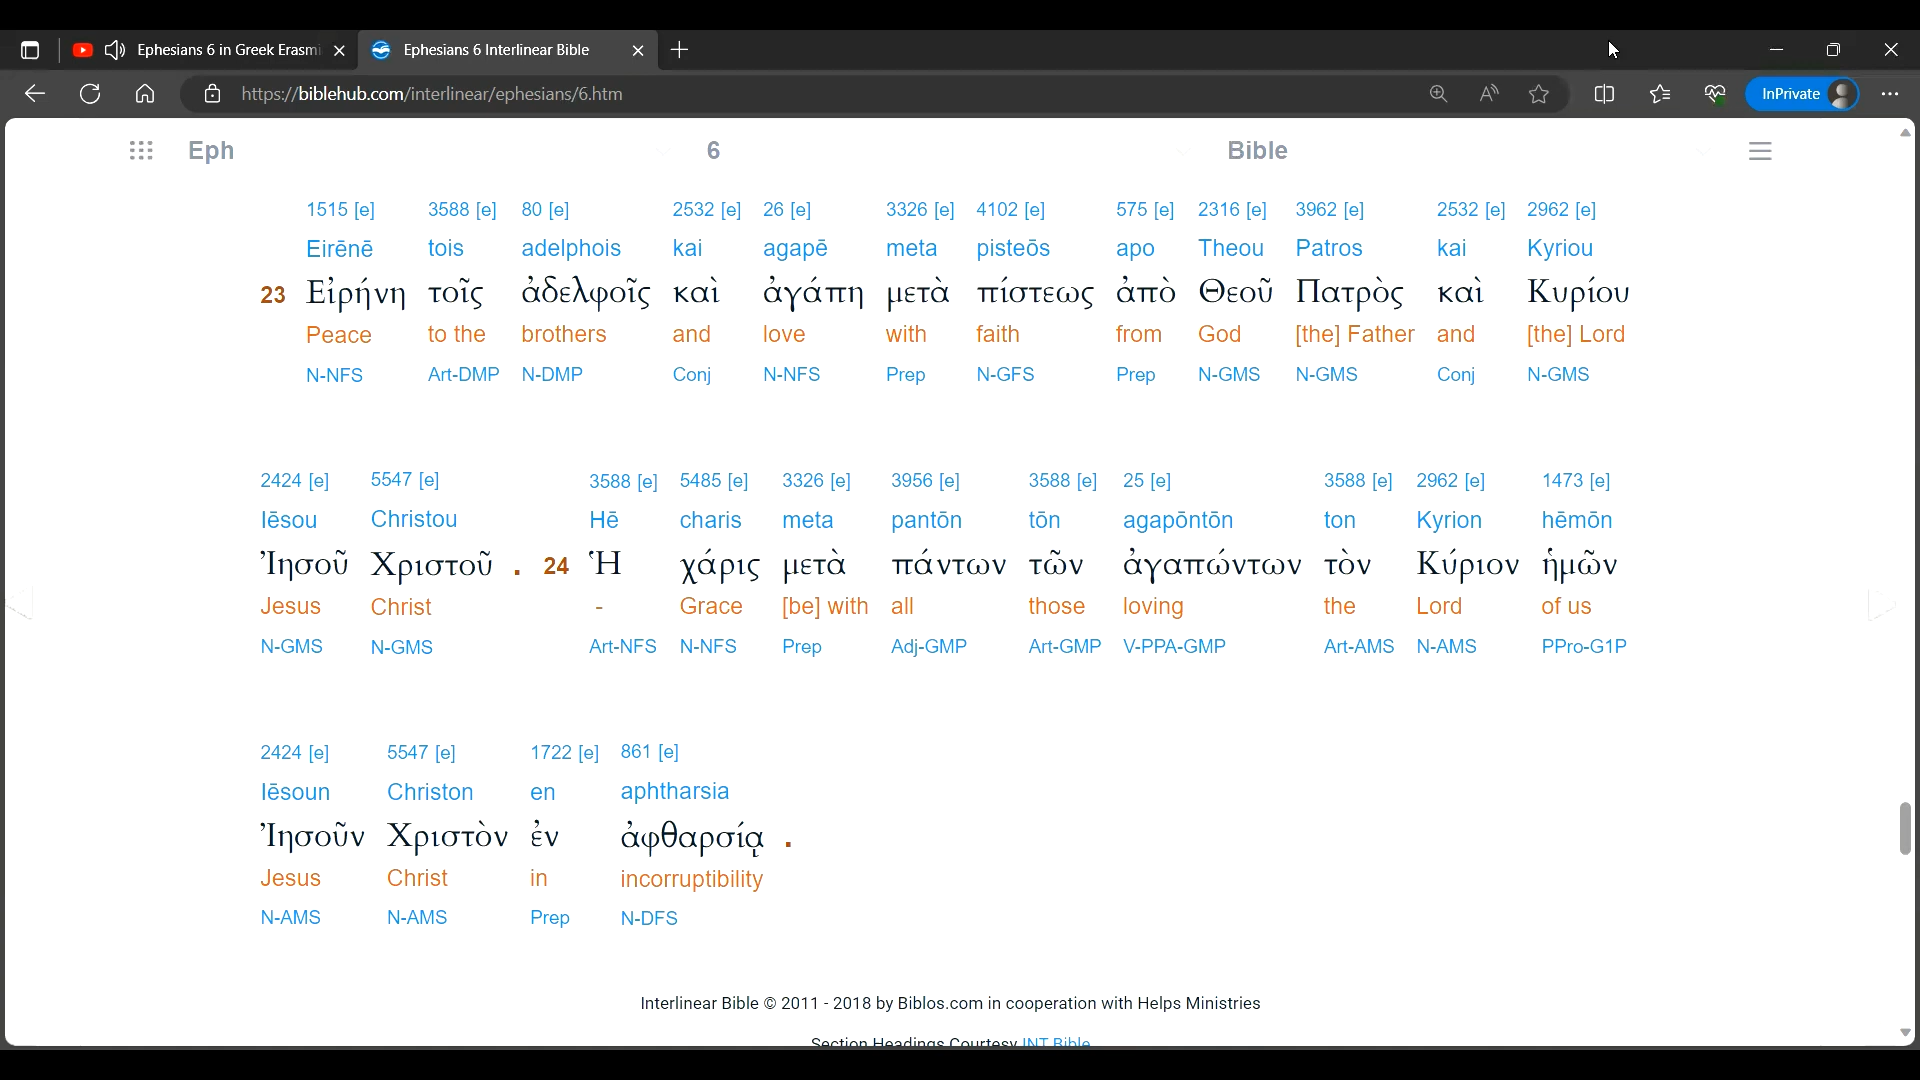 Ephesians 6 in Greek Erasmi
Ephesians 6 Interlinear Bible
https://biblehub.com/interlinear/ephesians/6.htm
InPrivate
Eph 6 Bible
1515 [e] 3588 [e] 80 [e] 2532 [e] 26 [e] 3326 [e] 4102 [e] 575 [e] 2316 [e] 3962 [e] 2532 [e] 2962 [e]
Eirēnē tois adelphois kai agapē meta pisteōs apo Theou Patros kai Kyriou
23 Εἰρήνη τοῖς ἀδελφοῖς καὶ ἀγάπη μετὰ πίστεως ἀπὸ Θεοῦ Πατρὸς καὶ Κυρίου
Peace to the brothers and love with faith from God [the] Father and [the] Lord
N-NFS Art-DMP N-DMP Conj N-NFS Prep N-GFS Prep N-GMS N-GMS Conj N-GMS
2424 [e] 5547 [e] 3588 [e] 5485 [e] 3326 [e] 3956 [e] 3588 [e] 25 [e] 3588 [e] 2962 [e] 1473 [e]
Iēsou Christou Hē charis meta pantōn tōn agapōntōn ton Kyrion hēmōn
Ἰησοῦ Χριστοῦ . 24 Ἡ χάρις μετὰ πάντων τῶν ἀγαπώντων τὸν Κύριον ἡμῶν
Jesus Christ - Grace [be] with all those loving the Lord of us
N-GMS N-GMS Art-NFS N-NFS Prep Adj-GMP Art-GMP V-PPA-GMP Art-AMS N-AMS PPro-G1P
2424 [e] 5547 [e] 1722 [e] 861 [e]
Iēsoun Christon en aphtharsia
Ἰησοῦν Χριστὸν ἐν ἀφθαρσίᾳ .
Jesus Christ in incorruptibility
N-AMS N-AMS Prep N-DFS
Interlinear Bible © 2011 - 2018 by Biblos.com in cooperation with Helps Ministries
Section Headings Courtesy INT Bible